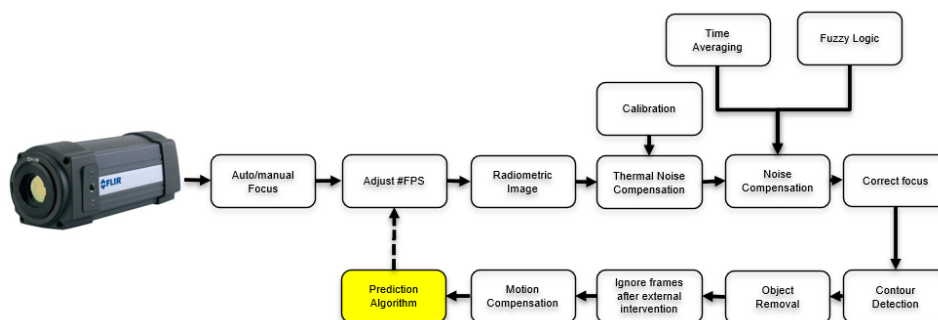 Time
Averaging
Fuzzy Logic
Calibration
FLIR
Auto/manual
Focus
Adjust #FPS
Radiometric
Image
Thermal Noise
Compensation
Noise
Compensation
Correct focus
Prediction
Algorithm
Motion
Compensation
Ignore frames
after external
intervention
Object
Removal
Contour
Detection